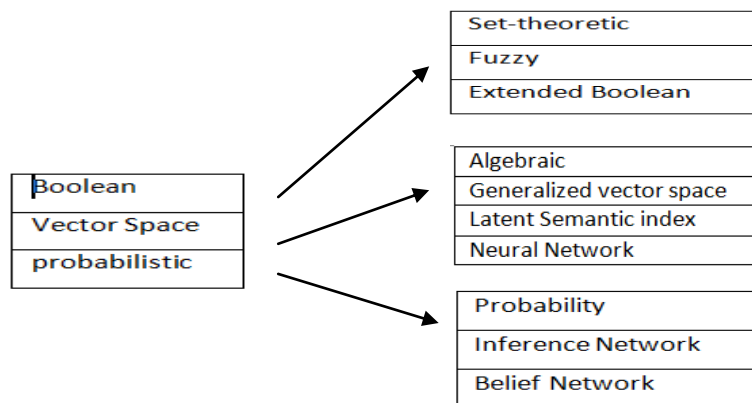 Boolean
Vector Space
probabilistic
Set-theoretic
Fuzzy
Extended Boolean
Algebraic
Generalized vector space
Latent Semantic index
Neural Network
Probability
Inference Network
Belief Network